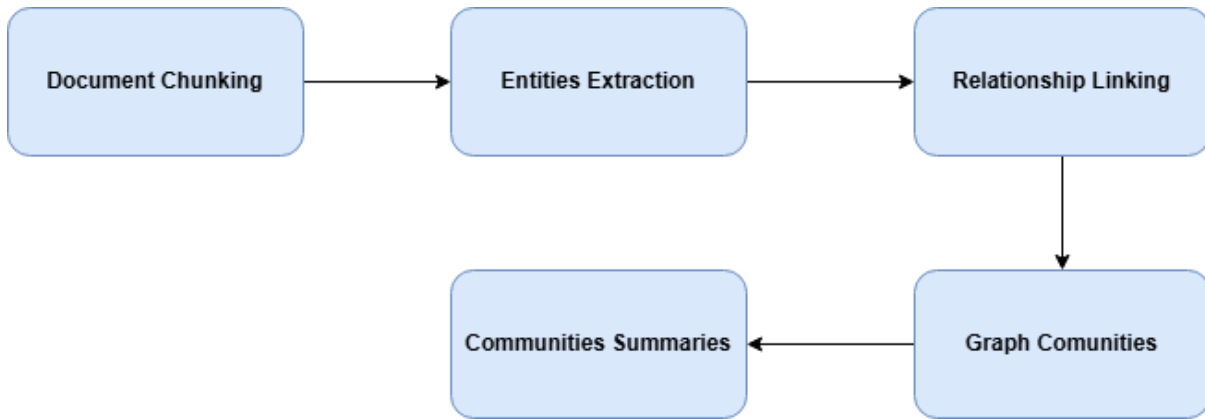 Document Chunking
Entities Extraction
Relationship Linking
Graph Comunities
Communities Summaries